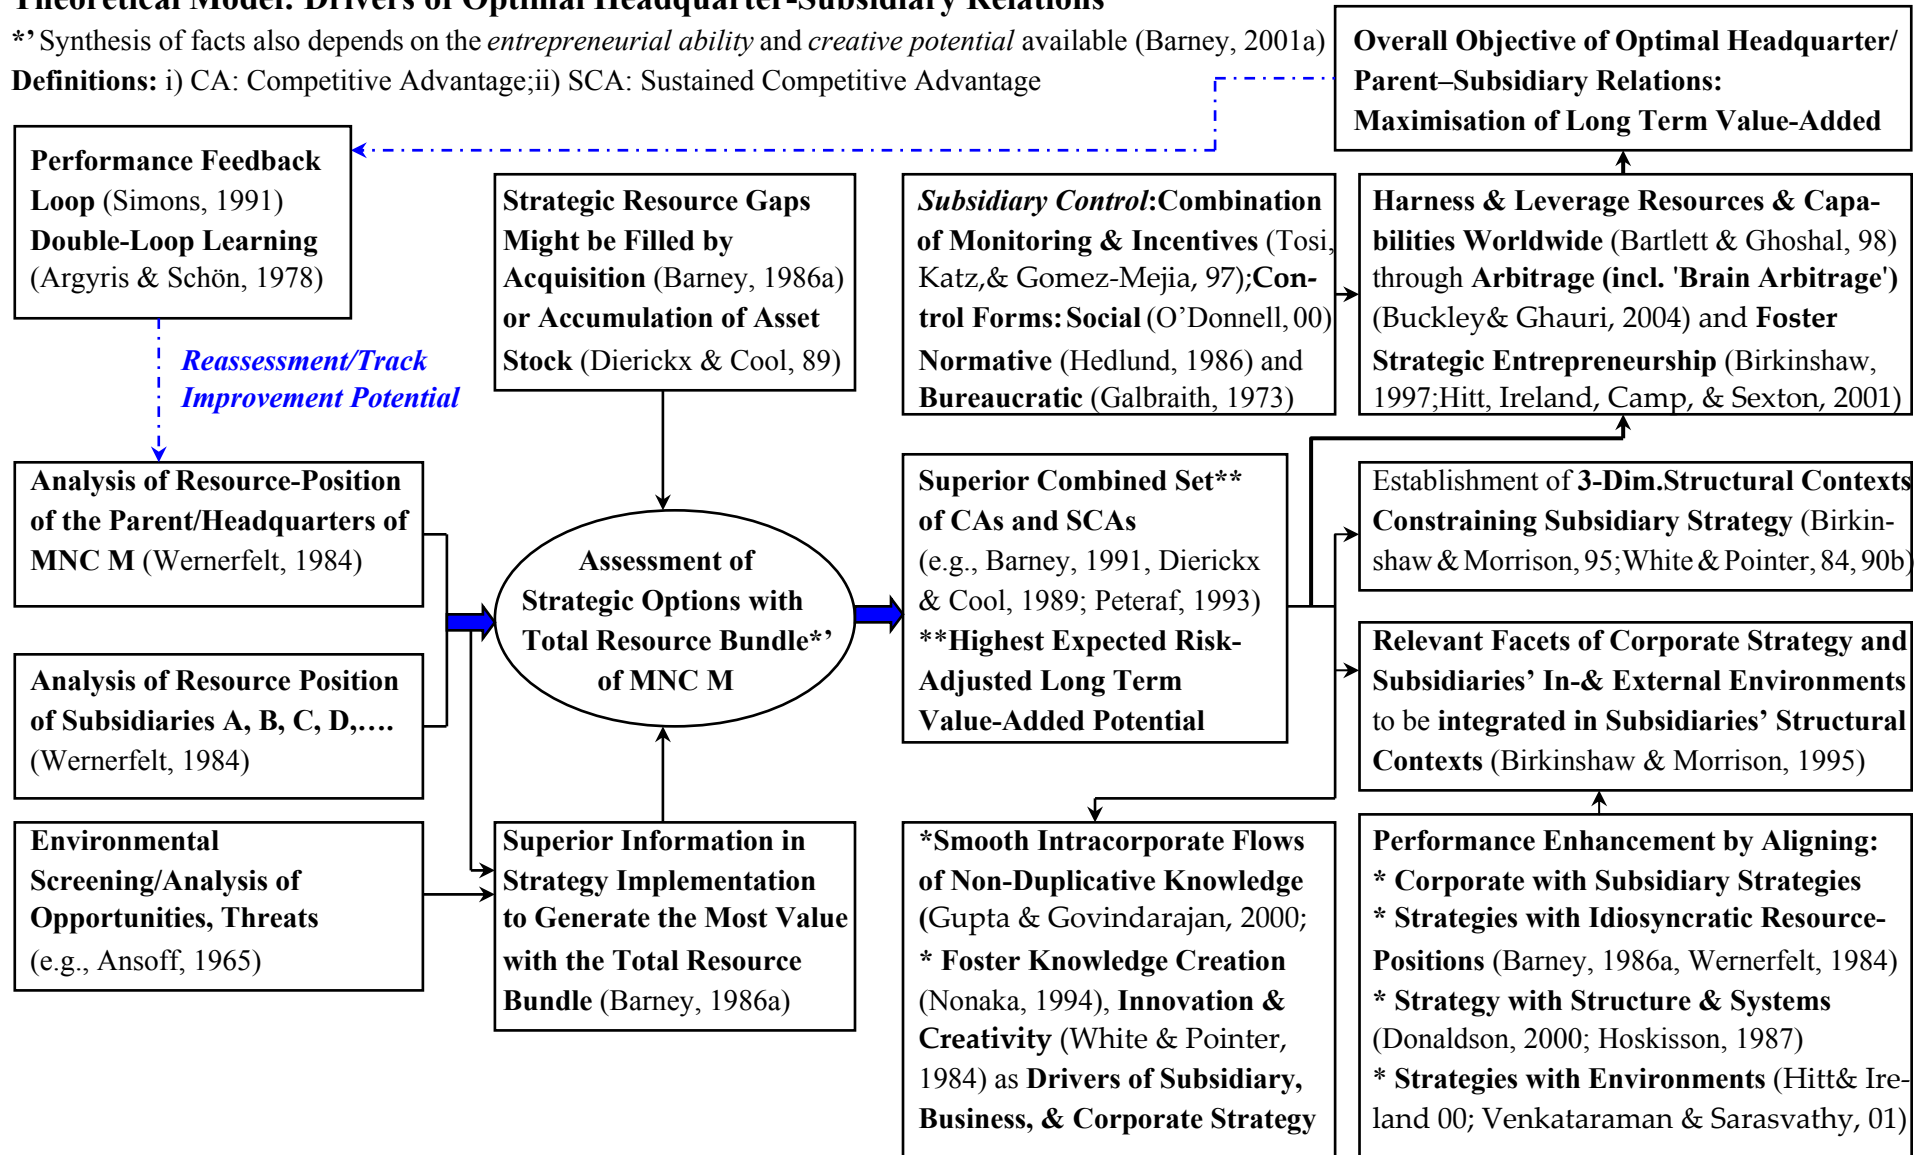 Theoretical Model: Drivers of Optimal Headquarter-Subsidiary Relations
*’ Synthesis of facts also depends on the entrepreneurial ability and creative potential available (Barney, 2001a)
Definitions: i) CA: Competitive Advantage;ii) SCA: Sustained Competitive Advantage
Overall Objective of Optimal Headquarter/
Parent–Subsidiary Relations:
Maximisation of Long Term Value-Added
Performance Feedback
Loop (Simons, 1991)
Double-Loop Learning
(Argyris & Schön, 1978)
Strategic Resource Gaps
Might be Filled by
Acquisition (Barney, 1986a)
or Accumulation of Asset
Stock (Dierickx & Cool, 89)
Subsidiary Control:Combination
of Monitoring & Incentives (Tosi,
Katz,& Gomez-Mejia, 97);Con-
trol Forms: Social (O’Donnell, 00)
Normative (Hedlund, 1986) and
Bureaucratic (Galbraith, 1973)
Harness & Leverage Resources & Capa-
bilities Worldwide (Bartlett & Ghoshal, 98)
through Arbitrage (incl. 'Brain Arbitrage')
(Buckley& Ghauri, 2004) and Foster
Strategic Entrepreneurship (Birkinshaw,
1997;Hitt, Ireland, Camp, & Sexton, 2001)
Reassessment/Track
Improvement Potential
Analysis of Resource-Position
of the Parent/Headquarters of
MNC M (Wernerfelt, 1984)
Assessment of
Strategic Options with
Total Resource Bundle*’
of MNC M
Superior Combined Set**
of CAs and SCAs
(e.g., Barney, 1991, Dierickx
& Cool, 1989; Peteraf, 1993)
**Highest Expected Risk-
Adjusted Long Term
Value-Added Potential
Establishment of 3-Dim.Structural Contexts
Constraining Subsidiary Strategy (Birkin-
shaw & Morrison, 95;White & Pointer, 84, 90b)
Analysis of Resource Position
of Subsidiaries A, B, C, D,….
(Wernerfelt, 1984)
Relevant Facets of Corporate Strategy and
Subsidiaries’ In-& External Environments
to be integrated in Subsidiaries’ Structural
Contexts (Birkinshaw & Morrison, 1995)
Environmental
Screening/Analysis of
Opportunities, Threats
(e.g., Ansoff, 1965)
Superior Information in
Strategy Implementation
to Generate the Most Value
with the Total Resource
Bundle (Barney, 1986a)
*Smooth Intracorporate Flows
of Non-Duplicative Knowledge
(Gupta & Govindarajan, 2000;
* Foster Knowledge Creation
(Nonaka, 1994), Innovation &
Creativity (White & Pointer,
1984) as Drivers of Subsidiary,
Business, & Corporate Strategy
Performance Enhancement by Aligning:
* Corporate with Subsidiary Strategies
* Strategies with Idiosyncratic Resource-
Positions (Barney, 1986a, Wernerfelt, 1984)
* Strategy with Structure & Systems
(Donaldson, 2000; Hoskisson, 1987)
* Strategies with Environments (Hitt& Ire-
land 00; Venkataraman & Sarasvathy, 01)